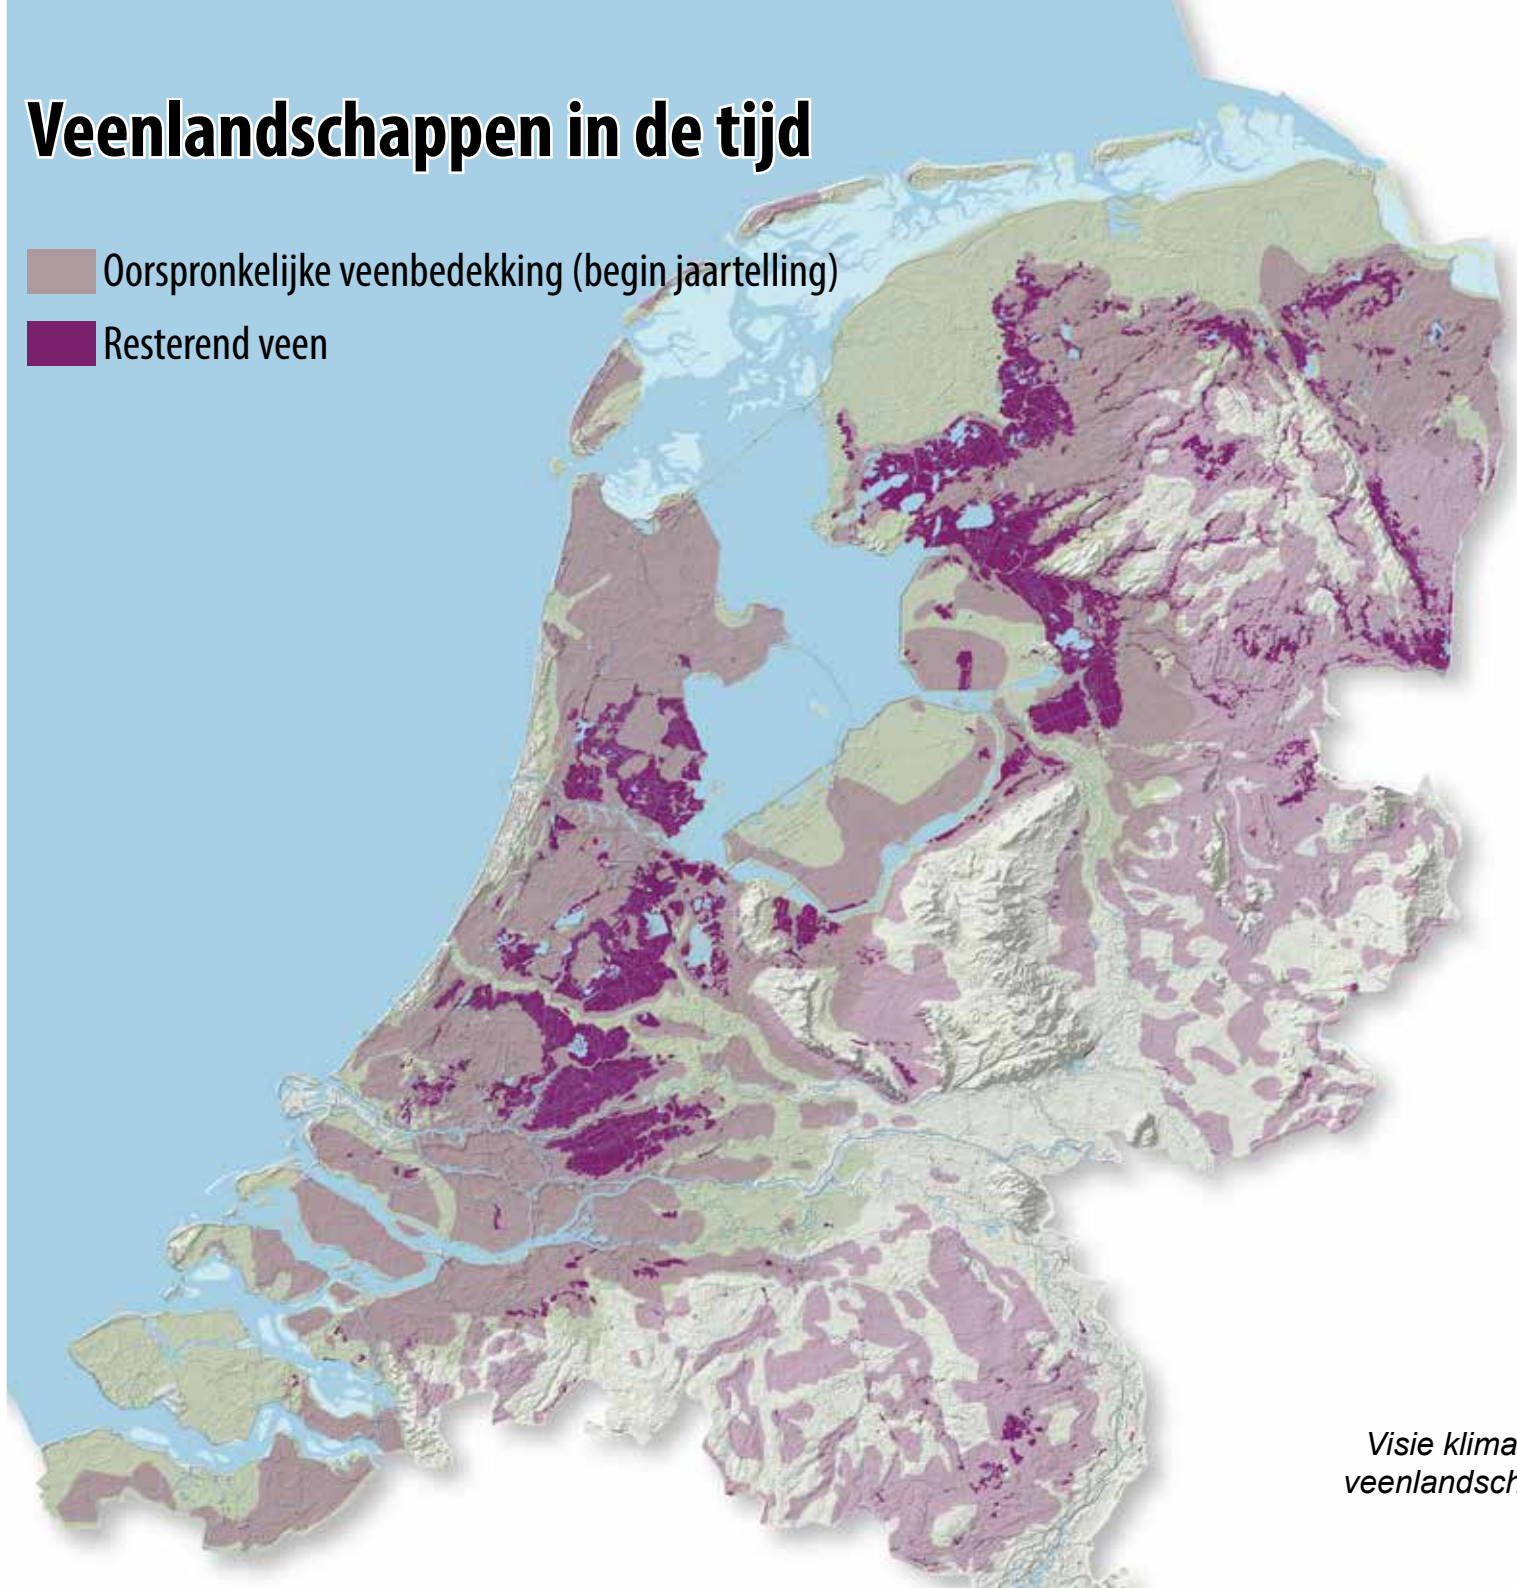 Veenlandschappen in de tijd
Oorspronkelijke veenbedekking (begin jaartelling)
Resterend veen
Visie klima
veenlandsch